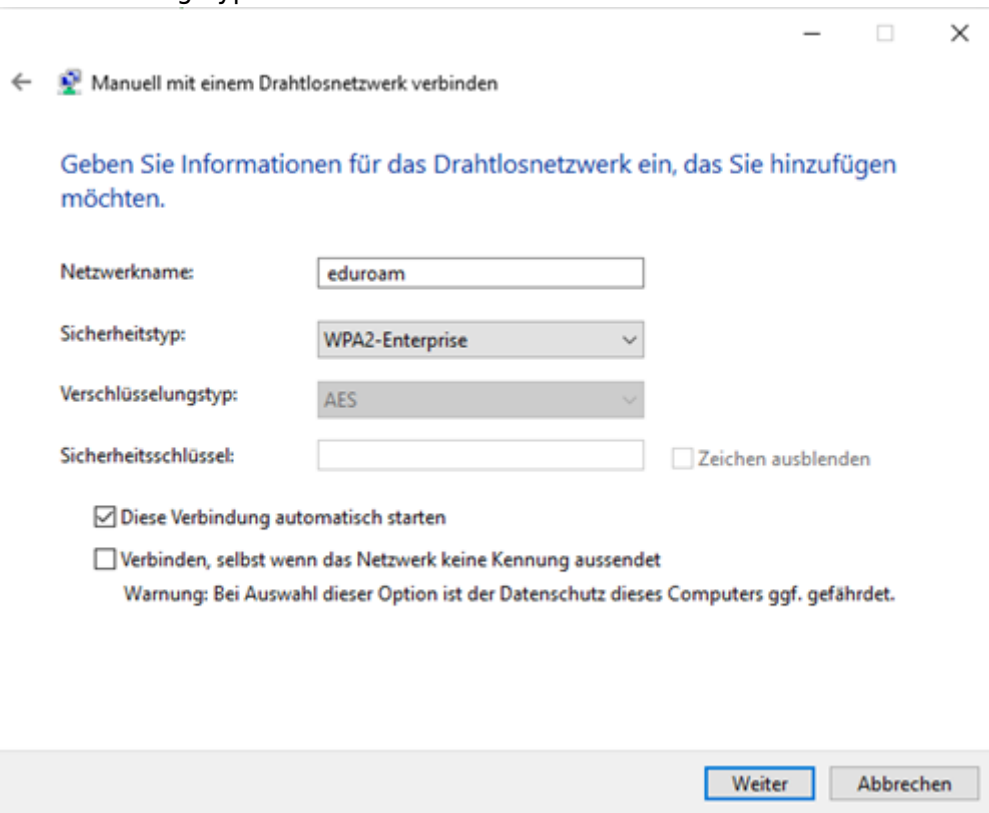 Manuell mit einem Drahtlosnetzwerk verbinden
Geben Sie Informationen für das Drahtlosnetzwerk ein, das Sie hinzufügen
möchten.
Netzwerkname:
eduroam
Sicherheitstyp:
WPA2-Enterprise
Verschlüsselungstyp:
AES
Sicherheitsschlüssel:
Zeichen ausblenden
Diese Verbindung automatisch starten
Verbinden, selbst wenn das Netzwerk keine Kennung aussendet
Warnung: Bei Auswahl dieser Option ist der Datenschutz dieses Computers ggf. gefährdet.
Weiter
Abbrechen